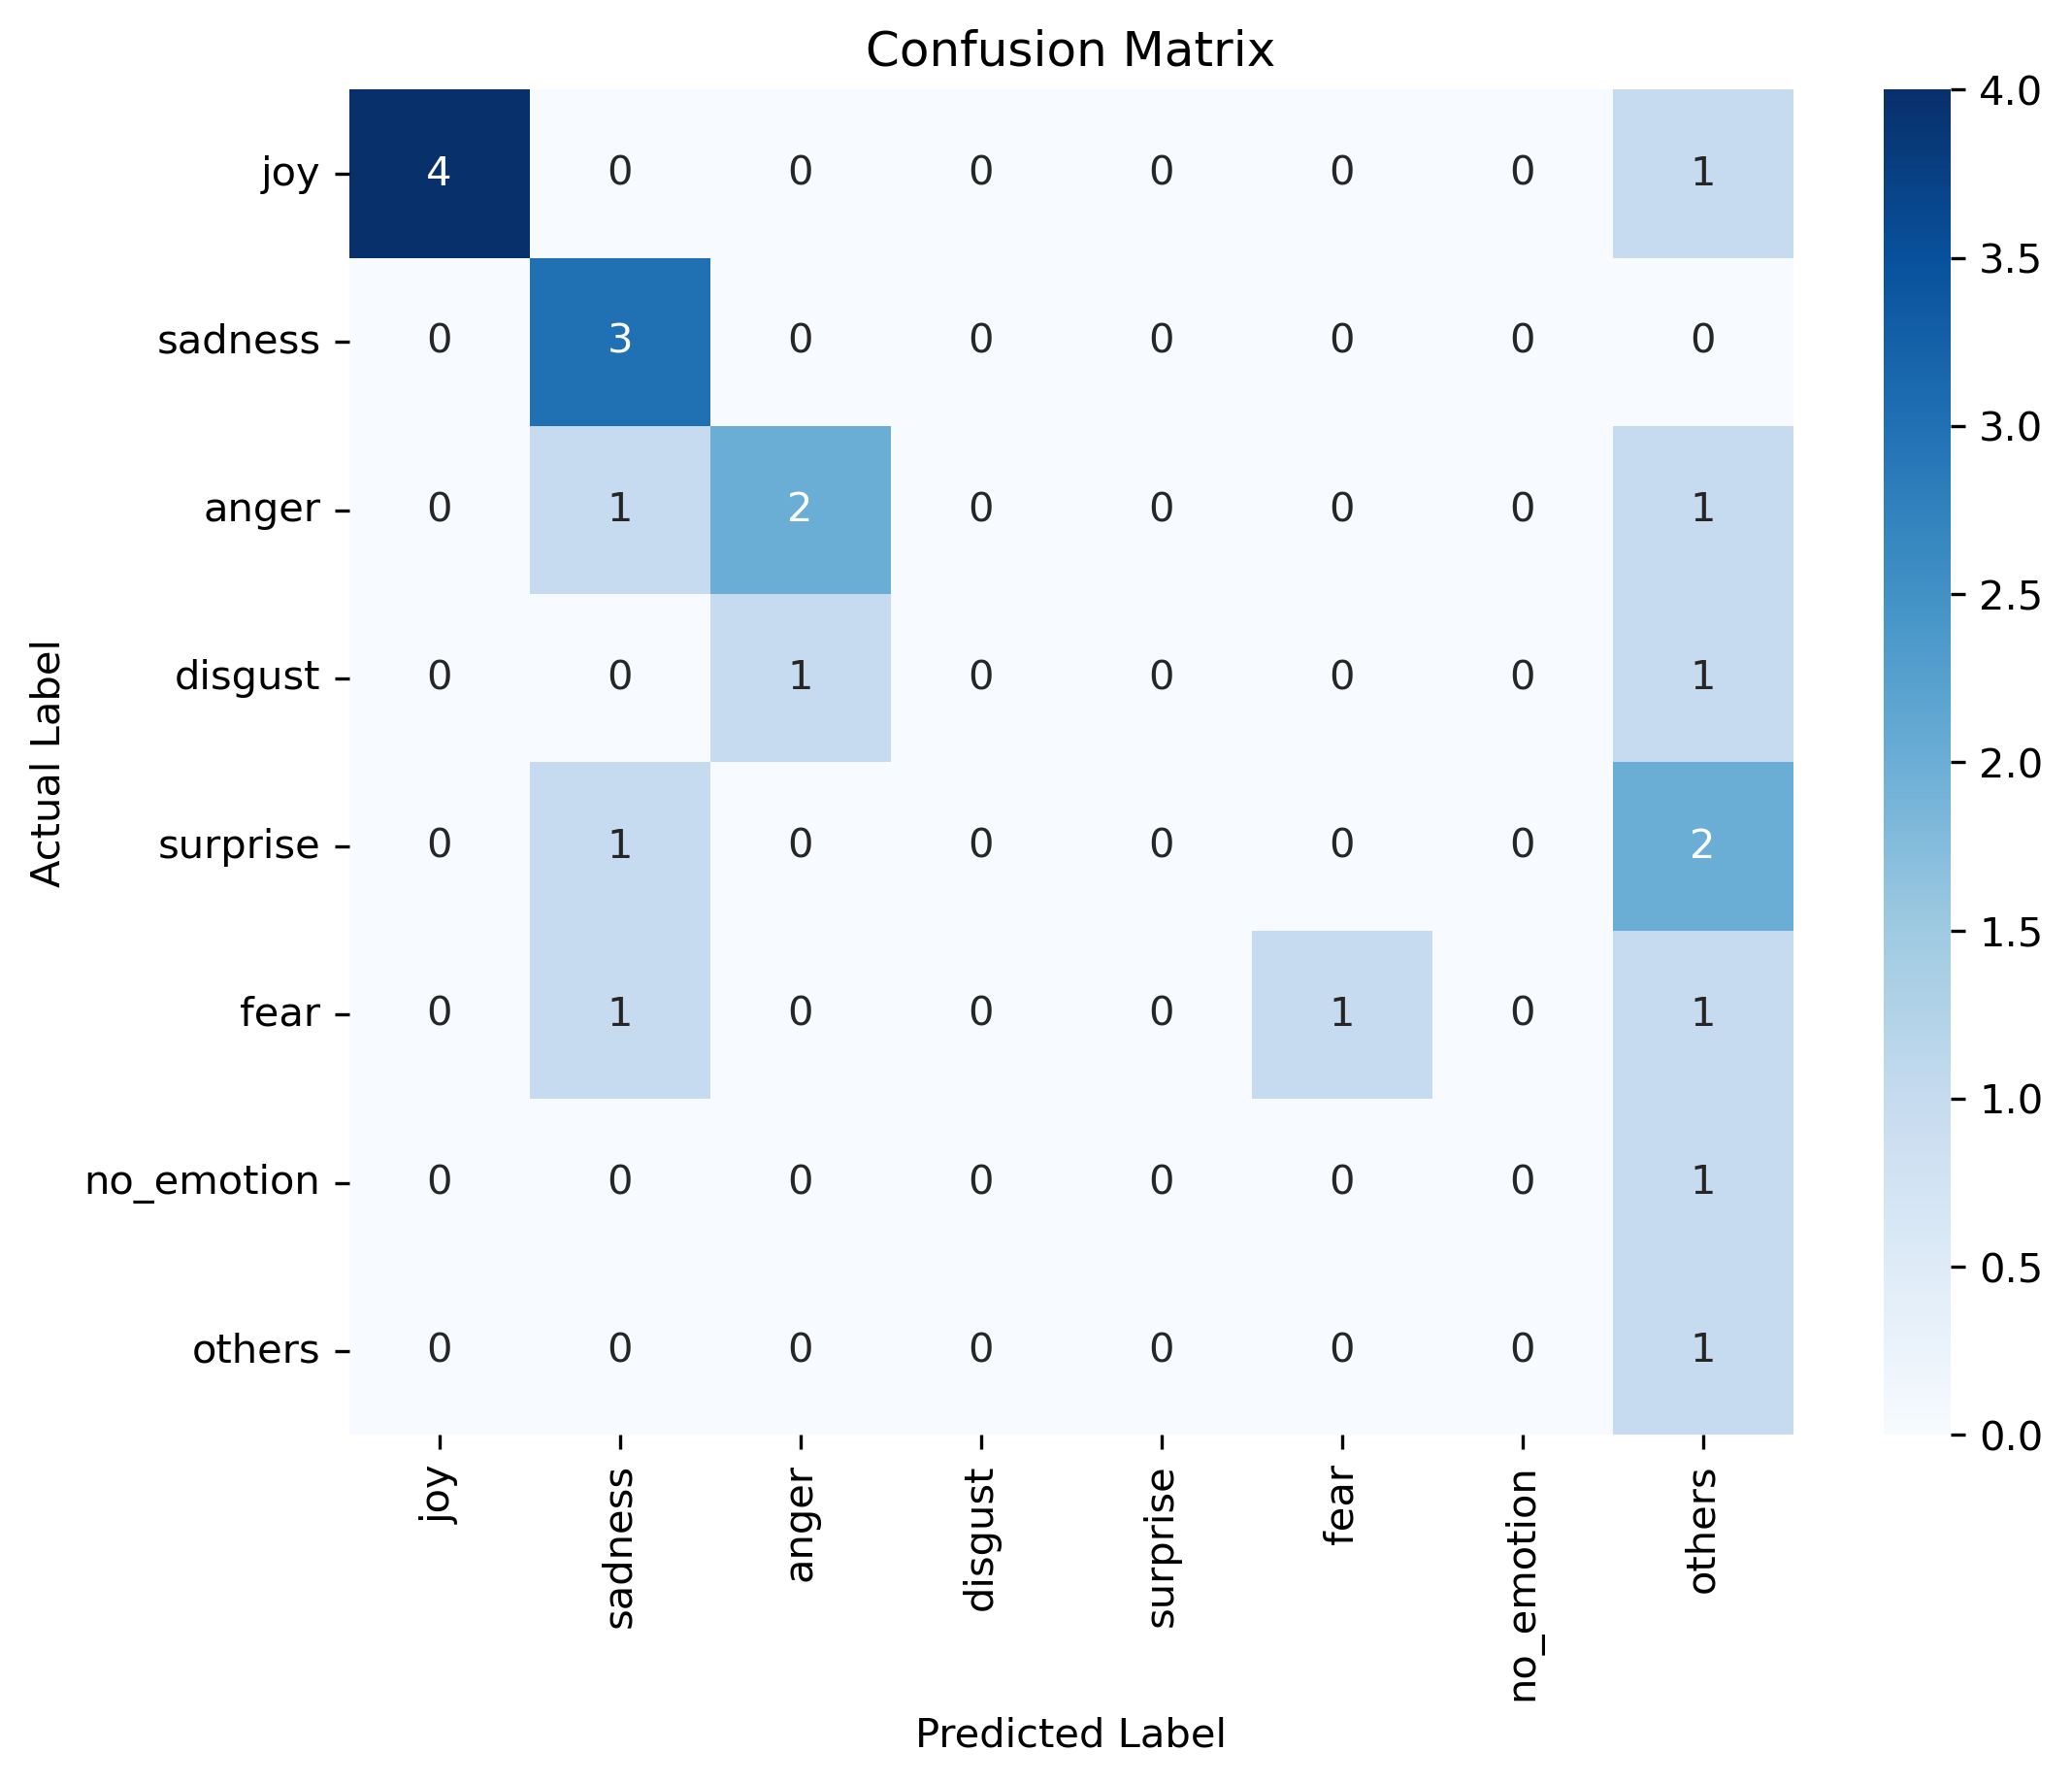 Confusion Matrix
joy 4 0 0 0 0 0 0 1
sadness 0 3 0 0 0 0 0 0
anger 0 1 2 0 0 0 0 1
disgust 0 0 1 0 0 0 0 1
surprise 0 1 0 0 0 0 0 2
fear 0 1 0 0 0 1 0 1
no_emotion 0 0 0 0 0 0 0 1
others 0 0 0 0 0 0 0 1
Actual Label
joy sadness anger disgust surprise fear no_emotion others
Predicted Label
4.0
3.5
3.0
2.5
2.0
1.5
1.0
0.5
0.0